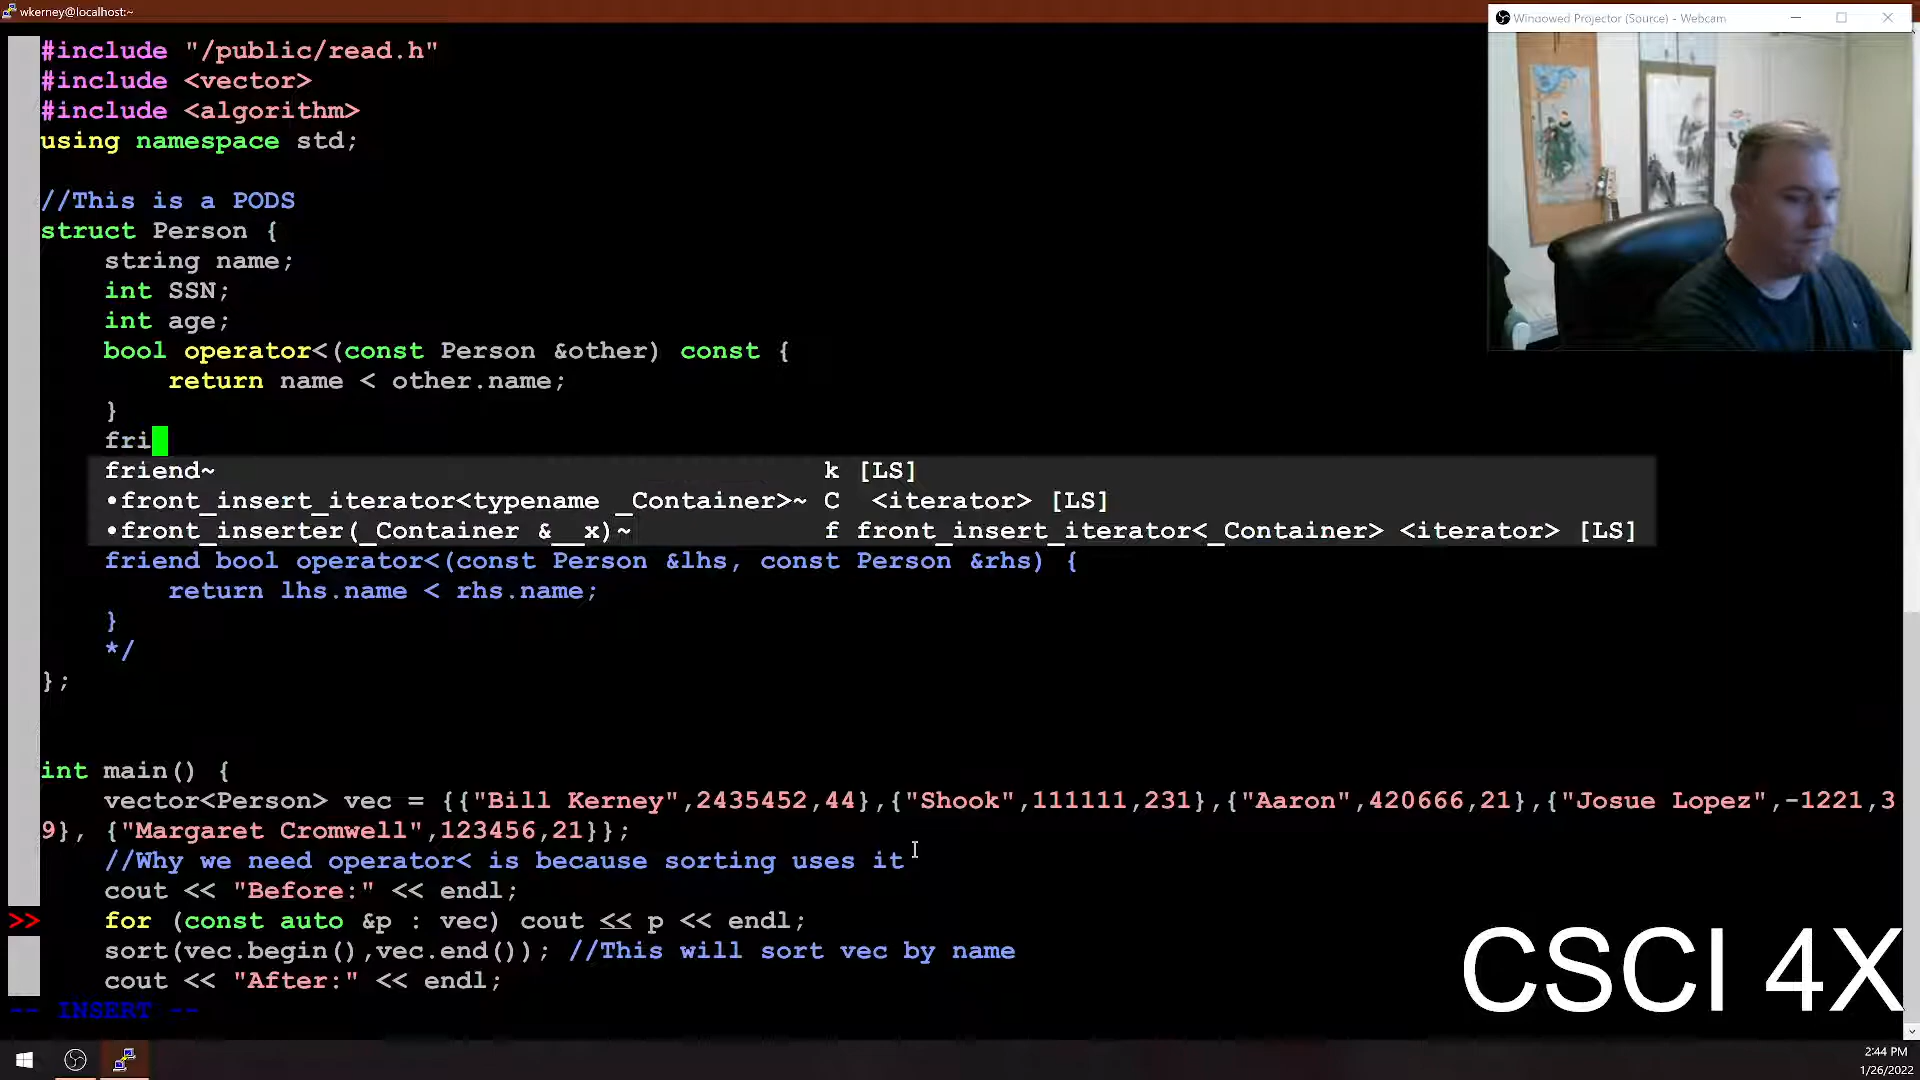 wkerney@localhost:~
Windowed Projector (Source) - Webcam
#include "/public/read.h"
#include <vector>
#include <algorithm>
using namespace std;
//This is a PODS
struct Person {
string name;
int SSN;
int age;
bool operator<(const Person &other) const {
return name < other.name;
}
fri
friend~ k [LS]
•front_insert_iterator<typename _Container>~ C <iterator> [LS]
•front_inserter(_Container &__x)~ f front_insert_iterator<_Container> <iterator> [LS]
friend bool operator<(const Person &lhs, const Person &rhs) {
return lhs.name < rhs.name;
}
*/
};
int main() {
vector<Person> vec = {{"Bill Kerney",2435452,44},{"Shook",111111,231},{"Aaron",420666,21},{"Josue Lopez",-1221,3
9}, {"Margaret Cromwell",123456,21}};
//Why we need operator< is because sorting uses it
cout << "Before:" << endl;
>> for (const auto &p : vec) cout << p << endl;
sort(vec.begin(),vec.end()); //This will sort vec by name
cout << "After:" << endl;
-- INSERT --
CSCI 4X
2:44 PM
1/26/2022